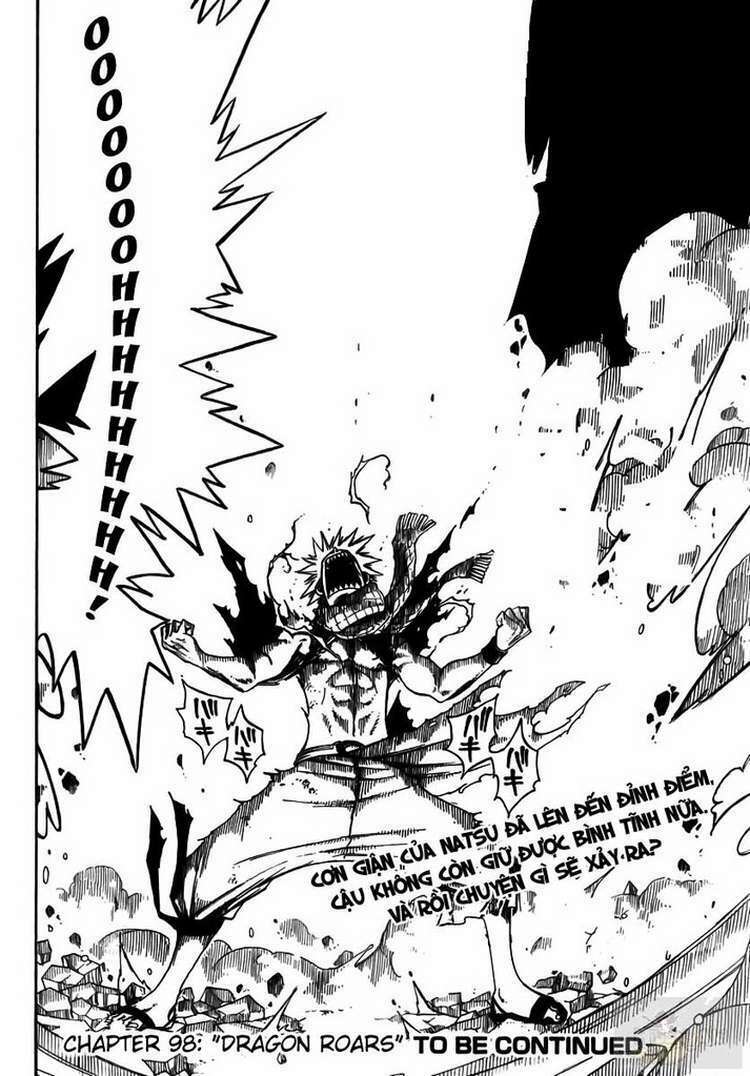 OOOOOOOOOHHHHHHHHHH!
バキ
バキ
バキ
バキ
CƠN GIẬN CỦA NATSU ĐÃ LÊN ĐẾN ĐỈNH ĐIỂM,
CẬU KHÔNG CÒN GIỮ ĐƯỢC BÌNH TĨNH NỮA.
VÀ RỒI CHUYỆN GÌ SẼ XẢY RA?
CHAPTER 98: "DRAGON ROARS" TO BE CONTINUED